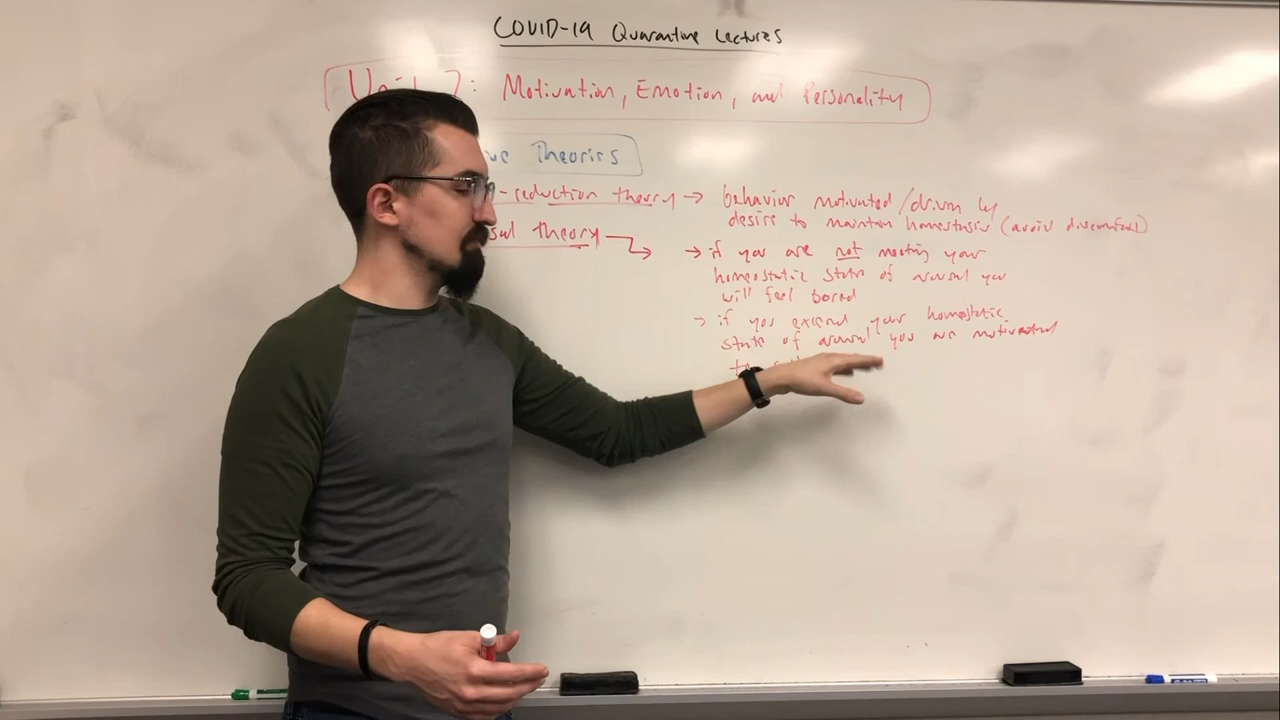 COVID-19 Quarantine Lectures
Unit 7: Motivation, Emotion, and Personality
Theories
-reduction theory → behavior motivated/driven by
desire to maintain homeostasis (avoid discomfort)
theory → if you are not meeting your
homeostatic state of arousal you
will feel bored
→ if you exceed your homeostatic
state of arousal you are motivated
to